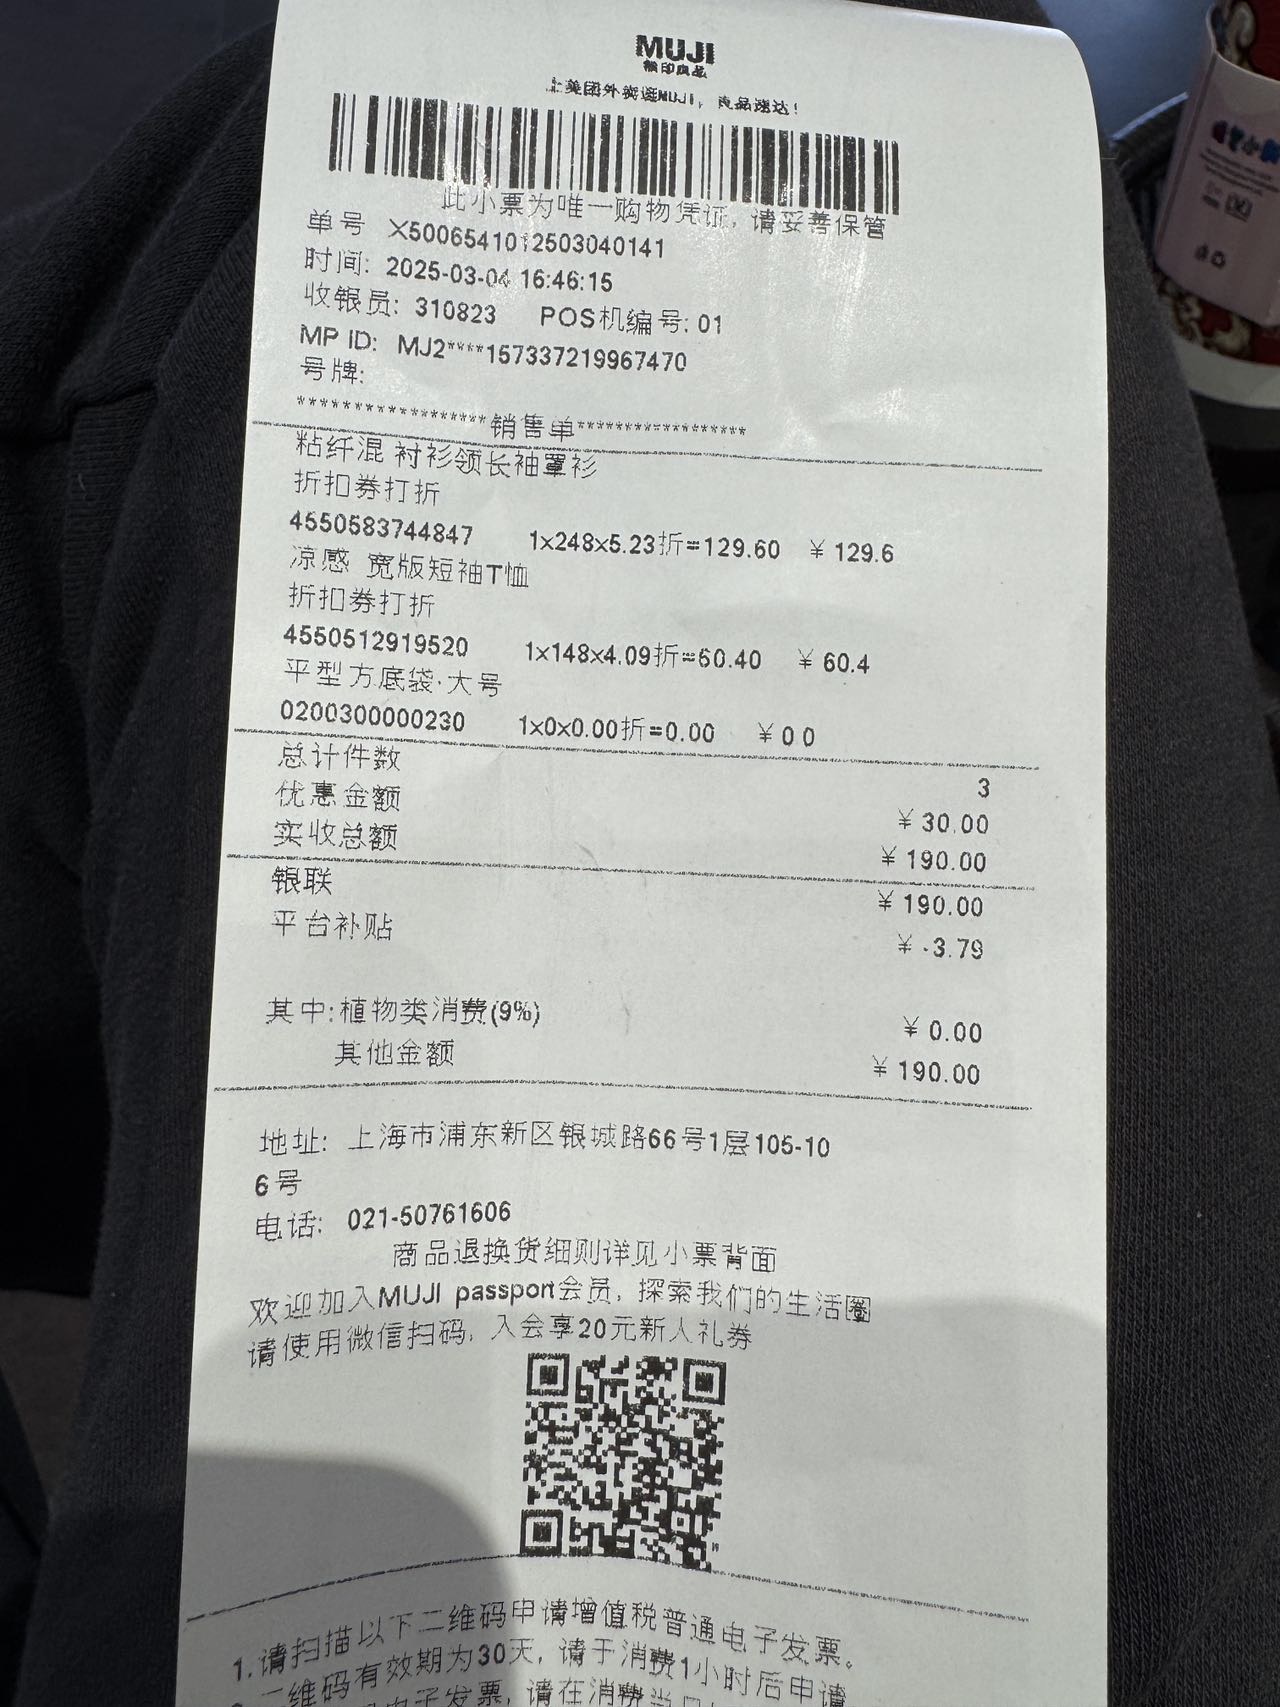 MUJI
無印良品
上美团外卖逛MUJI，良品速达！
此小票为唯一购物凭证，请妥善保管
单号 X5006541012503040141
时间: 2025-03-04 16:46:15
收银员: 310823 POS机编号: 01
MP ID: MJ2****157337219967470
号牌:
******************销售单******************
粘纤混 衬衫领长袖罩衫
折扣券打折
4550583744847 1x248x5.23折=129.60 ￥129.6
凉感 宽版短袖T恤
折扣券打折
4550512919520 1x148x4.09折=60.40 ￥60.4
平型方底袋·大号
0200300000230 1x0x0.00折=0.00 ￥0 0
总计件数 3
优惠金额 ￥30.00
实收总额 ￥190.00
银联 ￥190.00
平台补贴 ￥-3.79
其中:植物类消费(9%) ￥0.00
其他金额 ￥190.00
地址: 上海市浦东新区银城路66号1层105-10
6号
电话: 021-50761606
商品退换货细则详见小票背面
欢迎加入MUJI passport会员，探索我们的生活圈
请使用微信扫码，入会享20元新人礼券
1.请扫描以下二维码申请增值税普通电子发票。
二维码有效期为30天，请于消费1小时后申请
电子发票，请在消费当